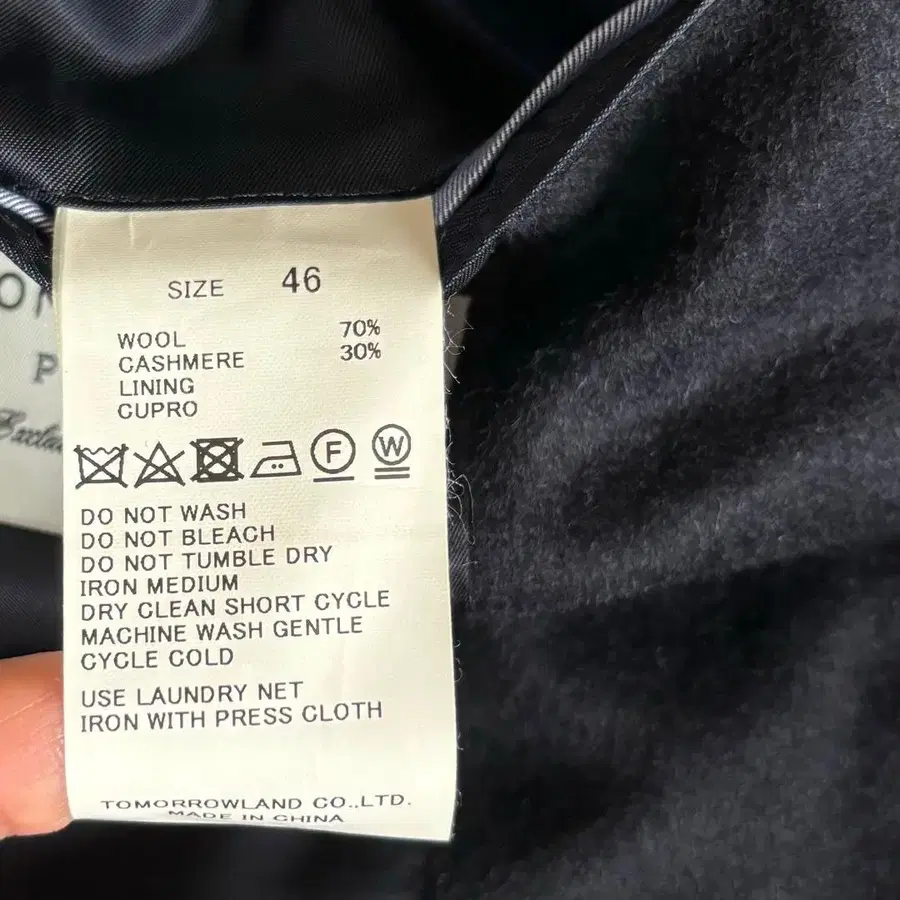 SIZE 46
WOOL 70%
CASHMERE 30%
LINING
CUPRO
F W
DO NOT WASH
DO NOT BLEACH
DO NOT TUMBLE DRY
IRON MEDIUM
DRY CLEAN SHORT CYCLE
MACHINE WASH GENTLE
CYCLE COLD
USE LAUNDRY NET
IRON WITH PRESS CLOTH
TOMORROWLAND CO.,LTD.
MADE IN CHINA